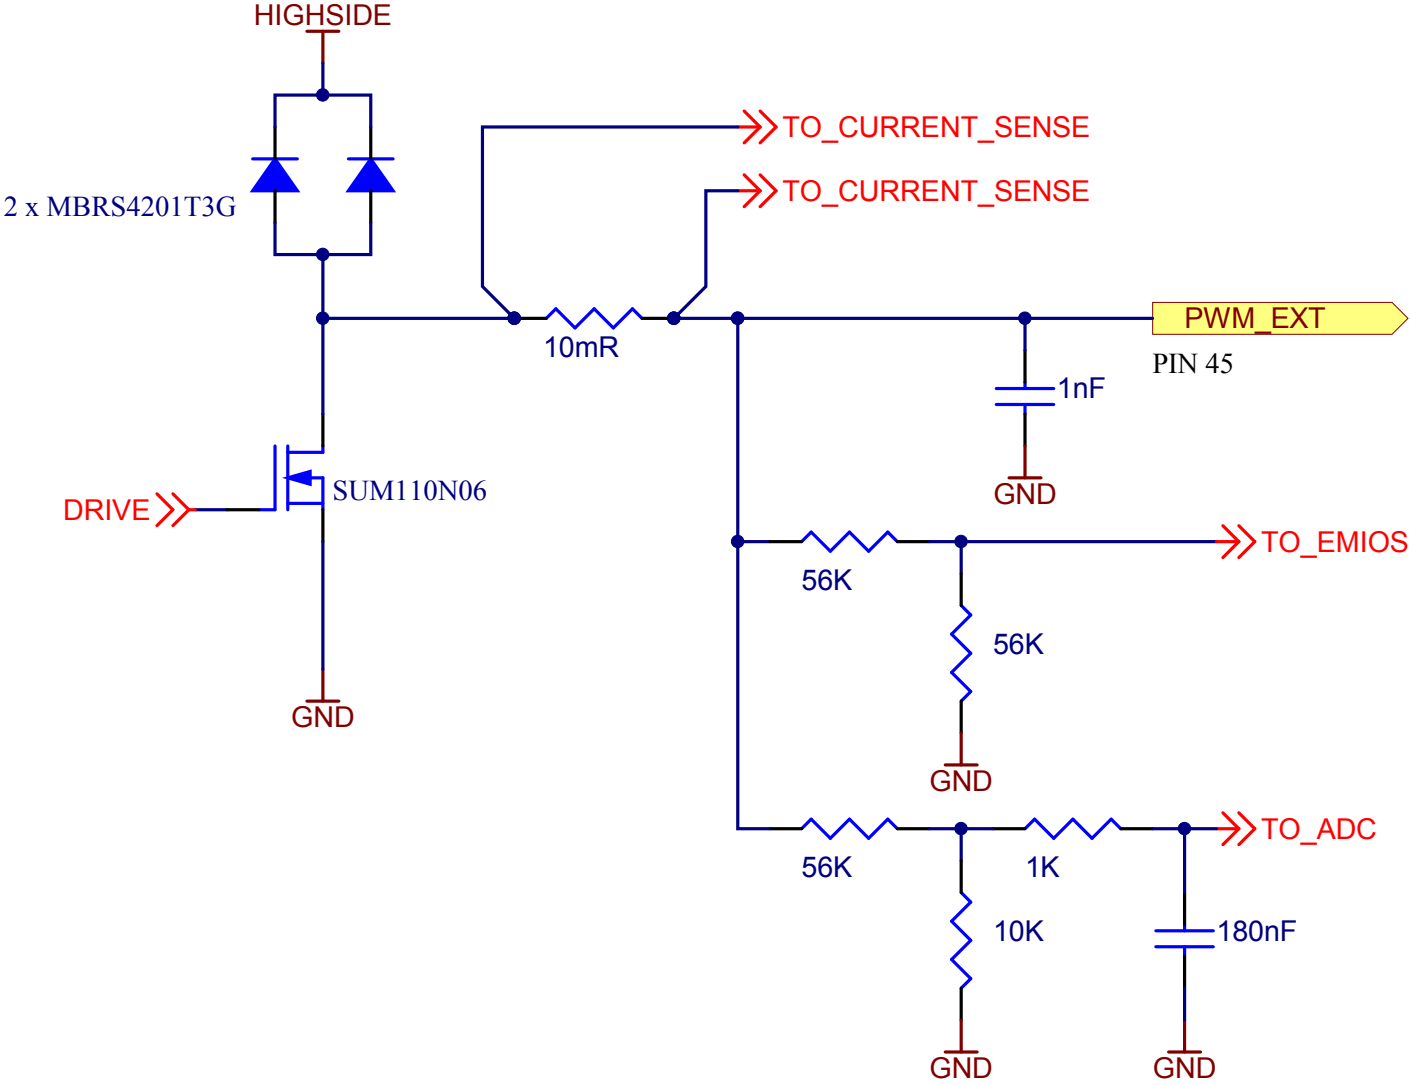 HIGHSIDE
TO_CURRENT_SENSE
TO_CURRENT_SENSE
2 x MBRS4201T3G
PWM_EXT
10mR
PIN 45
1nF
SUM110N06
GND
DRIVE
TO_EMIOS
56K
56K
GND
GND
TO_ADC
56K
1K
10K
180nF
GND
GND